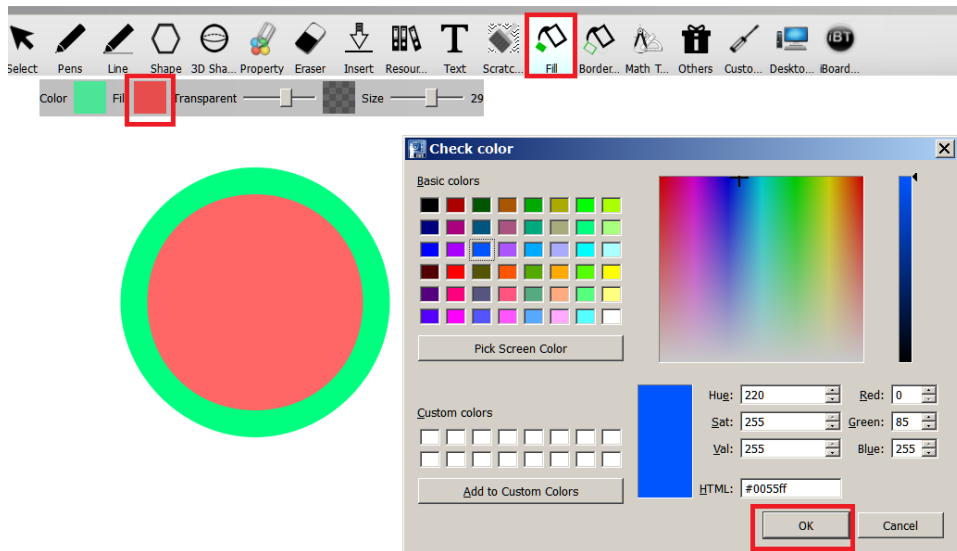 iBT
Select Pens Line Shape 3D Sha... Property Eraser Insert Resour... Text Scratc... Fill Border... Math T... Others Custo... Deskto... iBoard...
Color Fil Transparent Size 29
Check color
Basic colors
Pick Screen Color
Hue: 220 Red: 0
Custom colors
Sat: 255 Green: 85
Val: 255 Blue: 255
HTML: #0055ff
Add to Custom Colors
OK Cancel